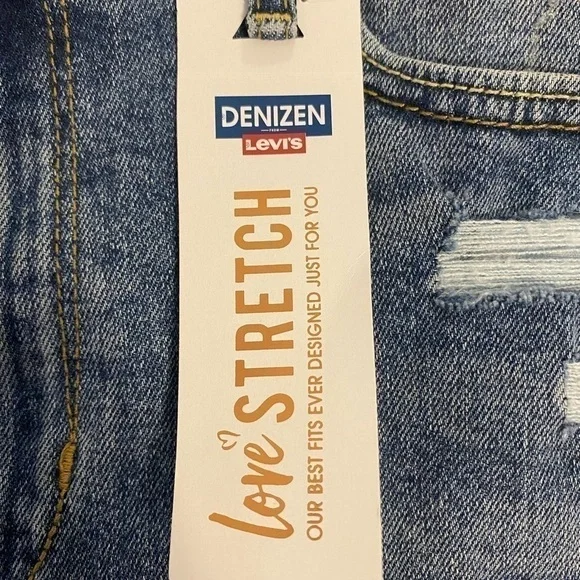 DENIZEN
FROM
LEVI'S
love STRETCH
OUR BEST FITS EVER DESIGNED JUST FOR YOU